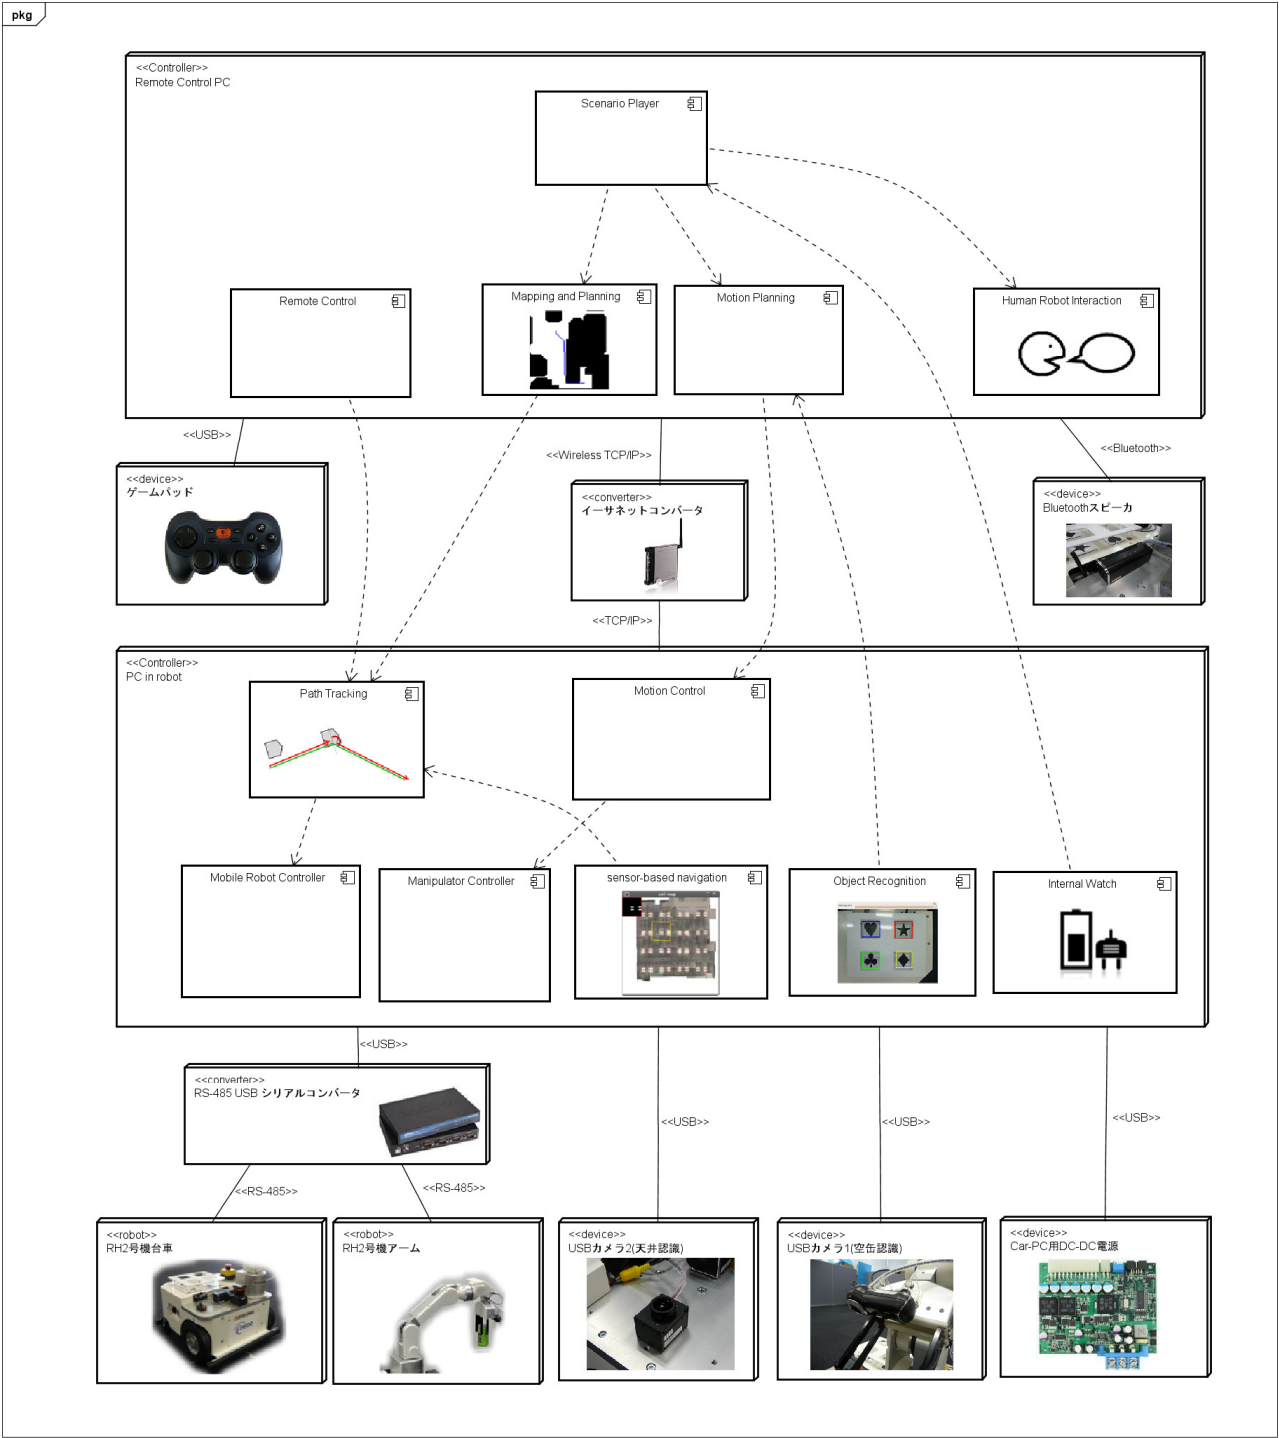 pkg
<<Controller>>
Remote Control PC
Scenario Player
Remote Control
Mapping and Planning
Motion Planning
Human Robot Interaction
<<USB>>
<<Wireless TCP/IP>>
<<Bluetooth>>
<<device>>
ゲームパッド
<<converter>>
イーサネットコンバータ
<<device>>
Bluetoothスピーカ
<<TCP/IP>>
<<Controller>>
PC in robot
Path Tracking
Motion Control
Mobile Robot Controller
Manipulator Controller
sensor-based navigation
Object Recognition
Internal Watch
<<USB>>
<<converter>>
RS-485 USB シリアルコンバータ
<<USB>>
<<USB>>
<<USB>>
<<RS-485>>
<<RS-485>>
<<robot>>
RH2号機台車
<<robot>>
RH2号機アーム
<<device>>
USBカメラ2(天井認識)
<<device>>
USBカメラ1(空缶認識)
<<device>>
Car-PC用DC-DC電源